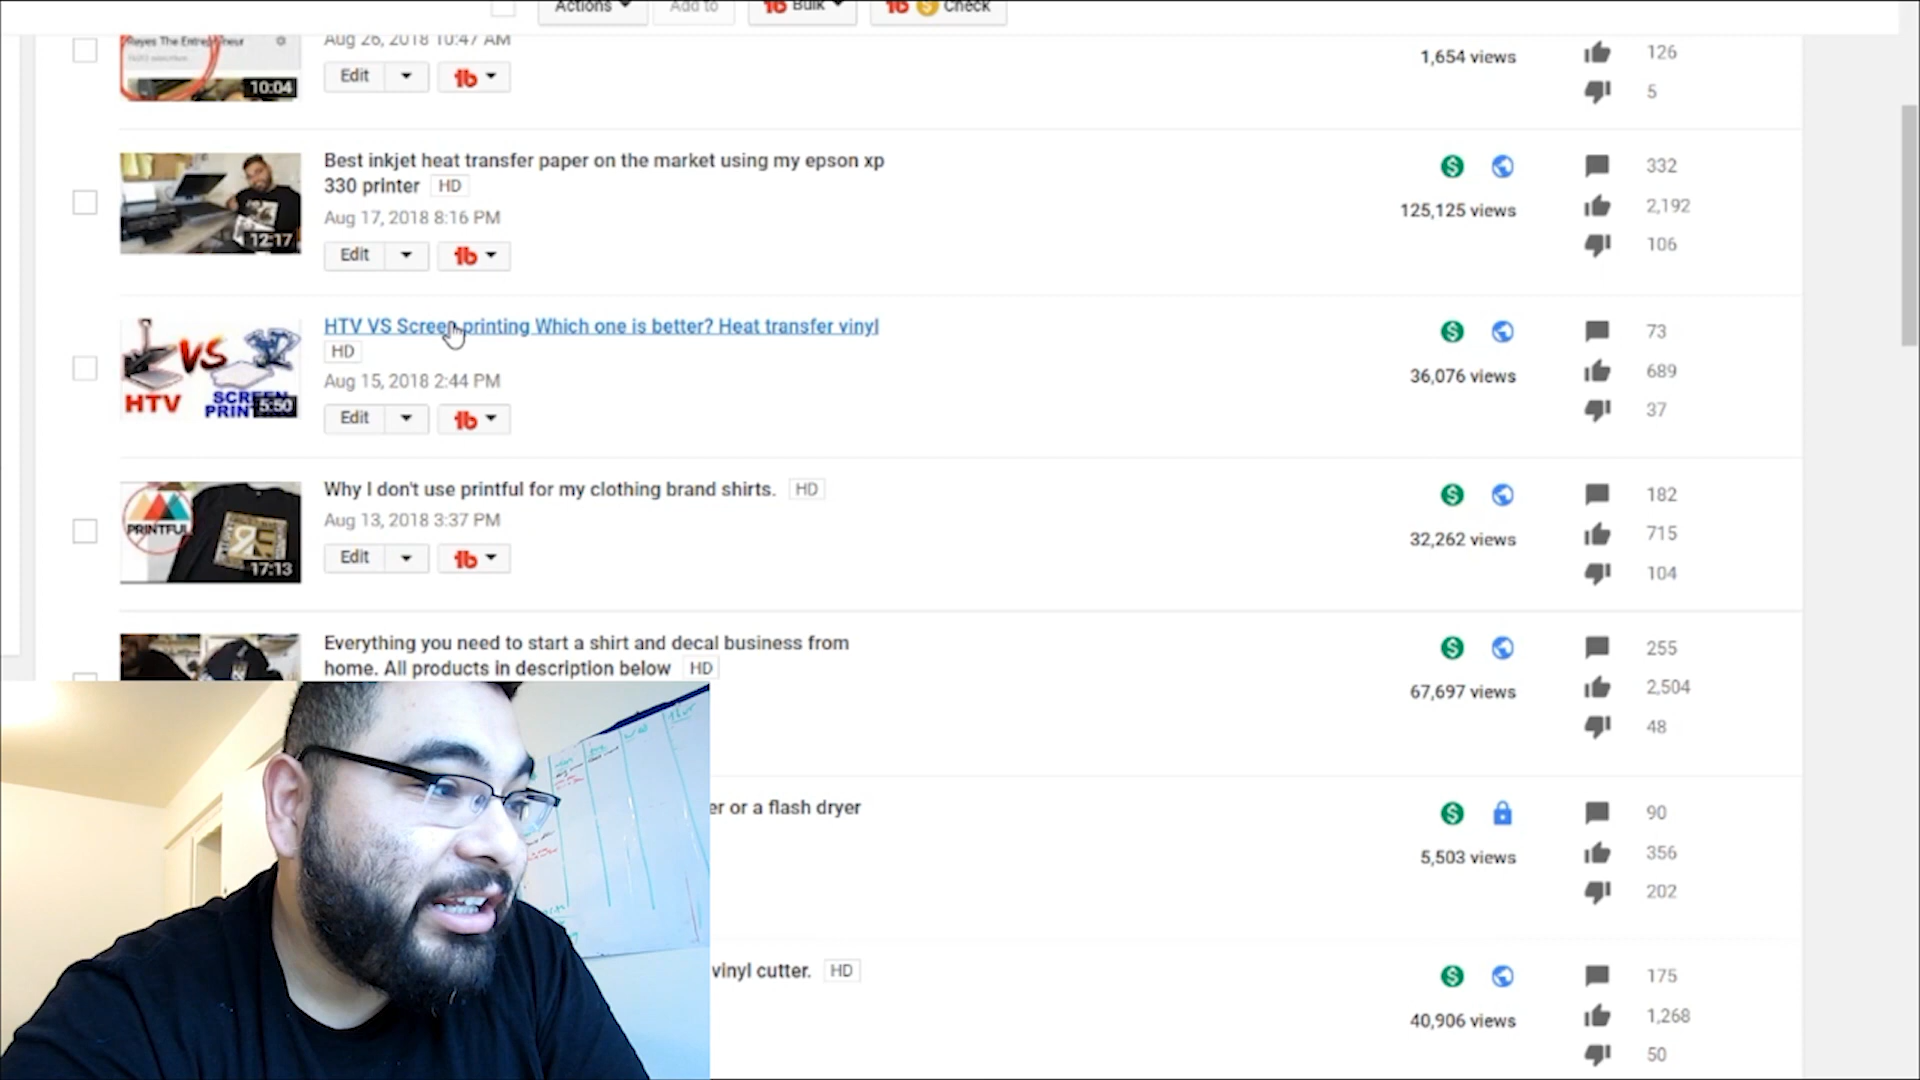 Actions
Add to
Bulk
Check
Reyes The Entrepreneur
Aug 26, 2018 10:47 AM
1,654 views
126
10:04
Edit
5
Best inkjet heat transfer paper on the market using my epson xp
330 printer HD
Aug 17, 2018 8:16 PM
12:17
Edit
332
125,125 views
2,192
106
HTV VS Screen printing Which one is better? Heat transfer vinyl
HD
Aug 15, 2018 2:44 PM
VS
HTV
5:50
Edit
73
36,076 views
689
37
Why I don't use printful for my clothing brand shirts. HD
Aug 13, 2018 3:37 PM
PRINTFUL
17:13
Edit
182
32,262 views
715
104
Everything you need to start a shirt and decal business from
home. All products in description below HD
255
67,697 views
2,504
48
er or a flash dryer
90
5,503 views
356
202
vinyl cutter. HD
175
40,906 views
1,268
50